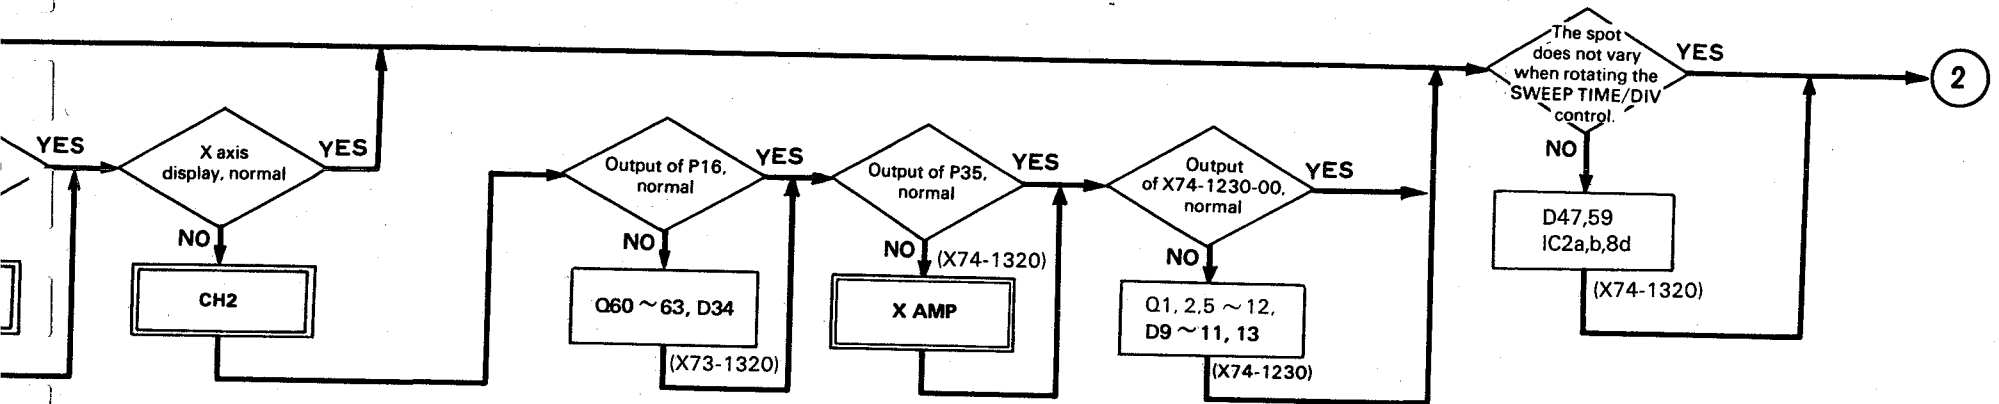 YES
X axis
display, normal
YES
NO
CH2
Output of P16,
normal
YES
NO
Q60 ~ 63, D34
(X73-1320)
Output of P35,
normal
YES
NO
(X74-1320)
X AMP
Output
of X74-1230-00,
normal
YES
NO
Q1, 2,5 ~ 12,
D9 ~ 11, 13
(X74-1230)
The spot
does not vary
when rotating the
SWEEP TIME/DIV
control.
YES
NO
D47,59
IC2a,b,8d
(X74-1320)
2